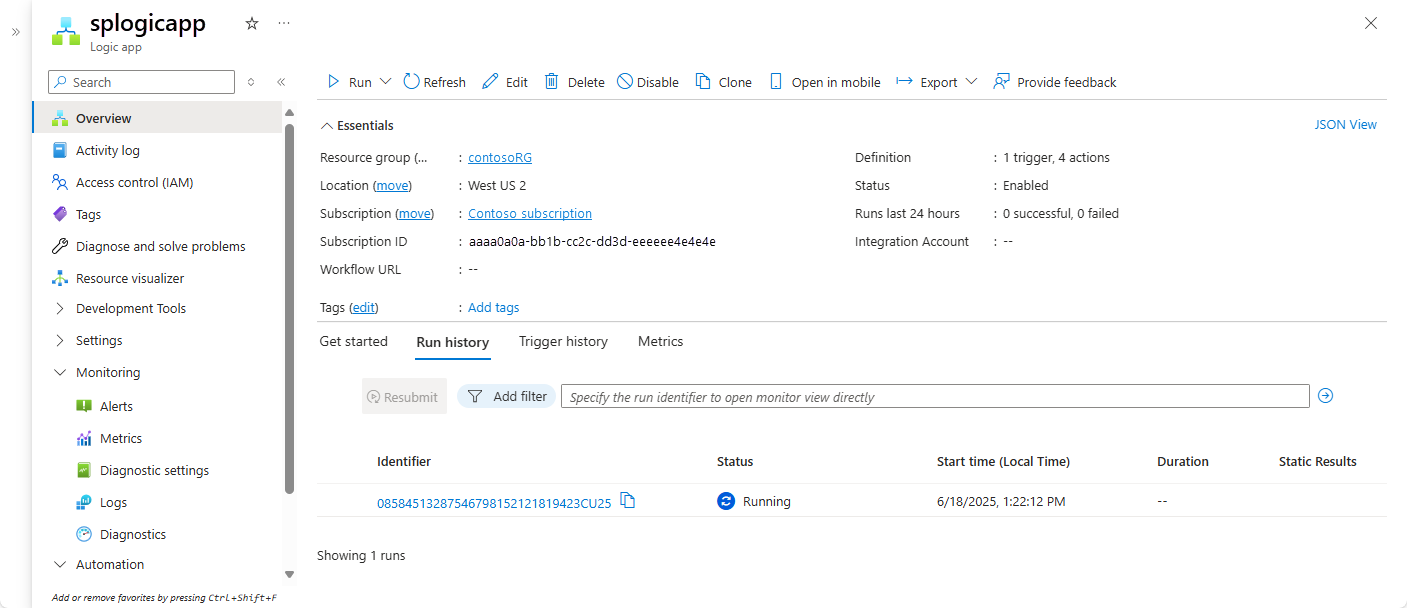 splogicapp
Logic app
Search
Overview
Activity log
Access control (IAM)
Tags
Diagnose and solve problems
Resource visualizer
Development Tools
Settings
Monitoring
Alerts
Metrics
Diagnostic settings
Logs
Diagnostics
Automation
Add or remove favorites by pressing Ctrl+Shift+F
Run Refresh Edit Delete Disable Clone Open in mobile Export Provide feedback
Essentials JSON View
Resource group (... : contosoRG
Location (move) : West US 2
Subscription (move) : Contoso subscription
Subscription ID : aaaa0a0a-bb1b-cc2c-dd3d-eeeeee4e4e4e
Workflow URL : --
Definition : 1 trigger, 4 actions
Status : Enabled
Runs last 24 hours : 0 successful, 0 failed
Integration Account : --
Tags (edit) : Add tags
Get started Run history Trigger history Metrics
Resubmit Add filter Specify the run identifier to open monitor view directly
Identifier Status Start time (Local Time) Duration Static Results
08584513287546798152121819423CU25 Running 6/18/2025, 1:22:12 PM --
Showing 1 runs